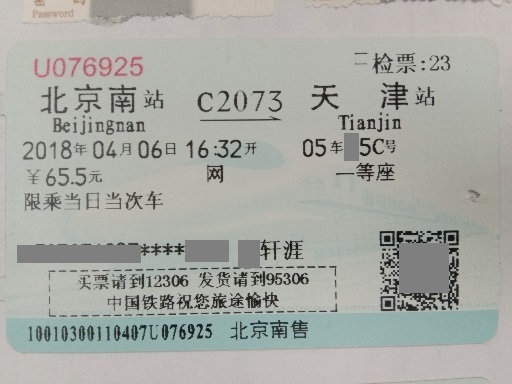 Password
U076925
检票:23
北京南站 C2073 天津站
Beijingnan Tianjin
2018年04月06日 16:32开 05车5C号
￥65.5元 网 一等座
限乘当日当次车
**** 轩涯
买票请到12306 发货请到95306
中国铁路祝您旅途愉快
10010300110407U076925 北京南售